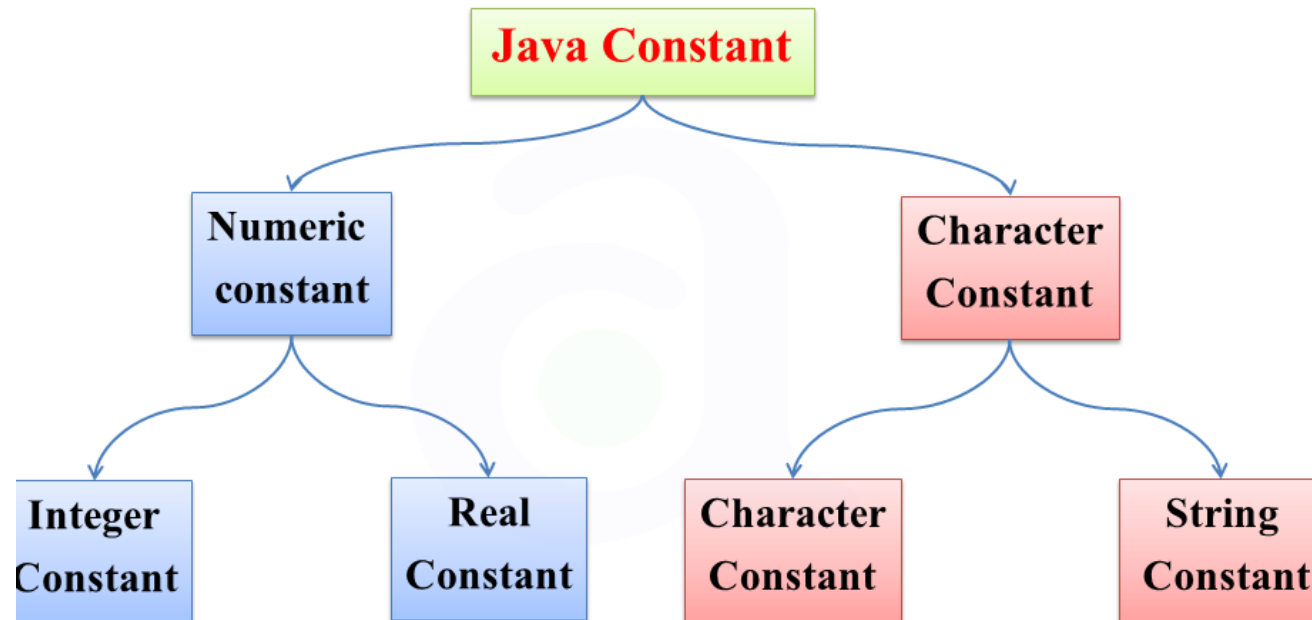 Java Constant
Numeric
constant
Character
Constant
Integer
Constant
Real
Constant
Character
Constant
String
Constant